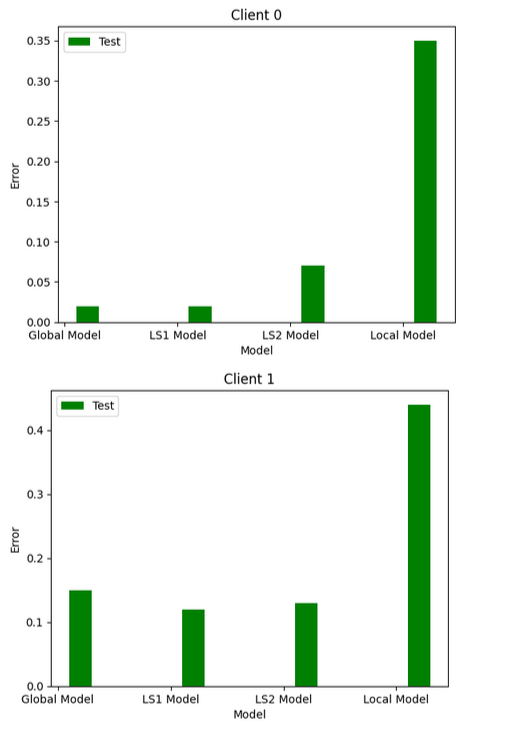 Client 0
Test
0.35
0.30
0.25
0.20
0.15
0.10
0.05
0.00
Error
Global Model LS1 Model LS2 Model Local Model
Model
Client 1
Test
0.4
0.3
0.2
0.1
0.0
Error
Global Model LS1 Model LS2 Model Local Model
Model